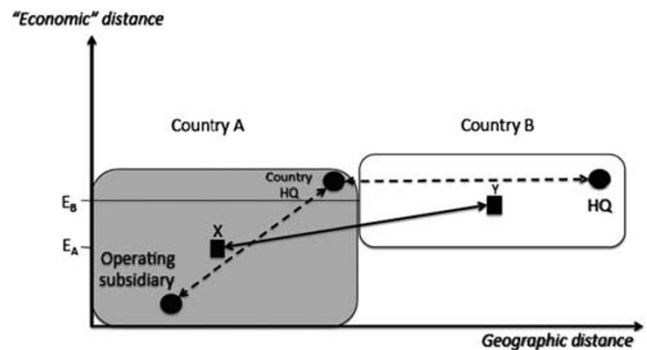 “Economic” distance
Country A
Country B
Country
HQ
Y
HQ
E_B
X
E_A
Operating
subsidiary
Geographic distance